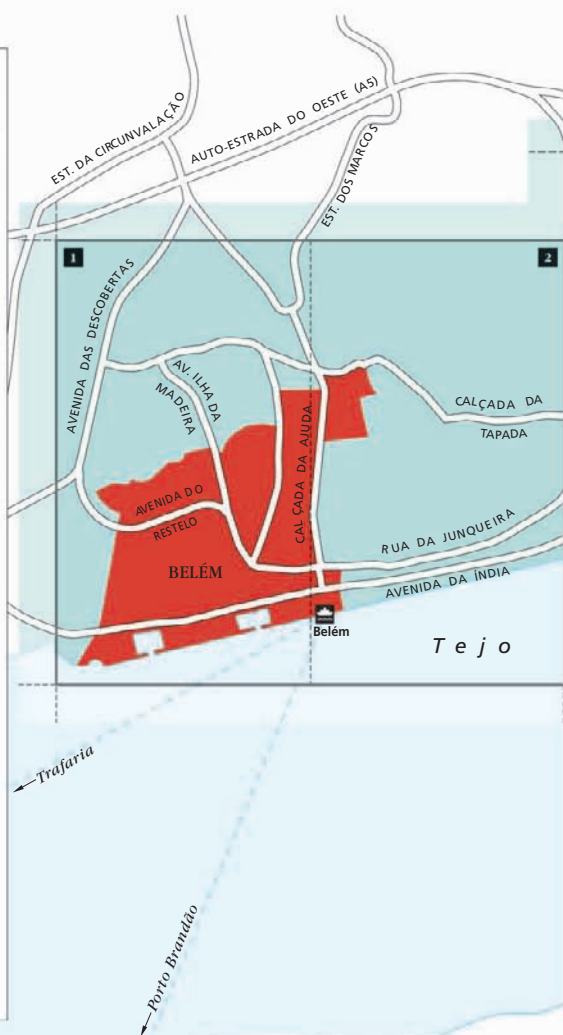 EST. DA CIRCUNVALAÇÃO
AUTO-ESTRADA DO OESTE (A5)
EST. DOS MARCOS
1
2
AVENIDA DAS DESCOBERTAS
AV. ILHA DA
MADEIRA
CALÇADA DA
TAPADA
CALÇADA DA AJUDA
AVENIDA DO
RESTELO
RUA DA JUNQUEIRA
BELÉM
AVENIDA DA ÍNDIA
Belém
Tejo
Trafaria
Porto Brandão